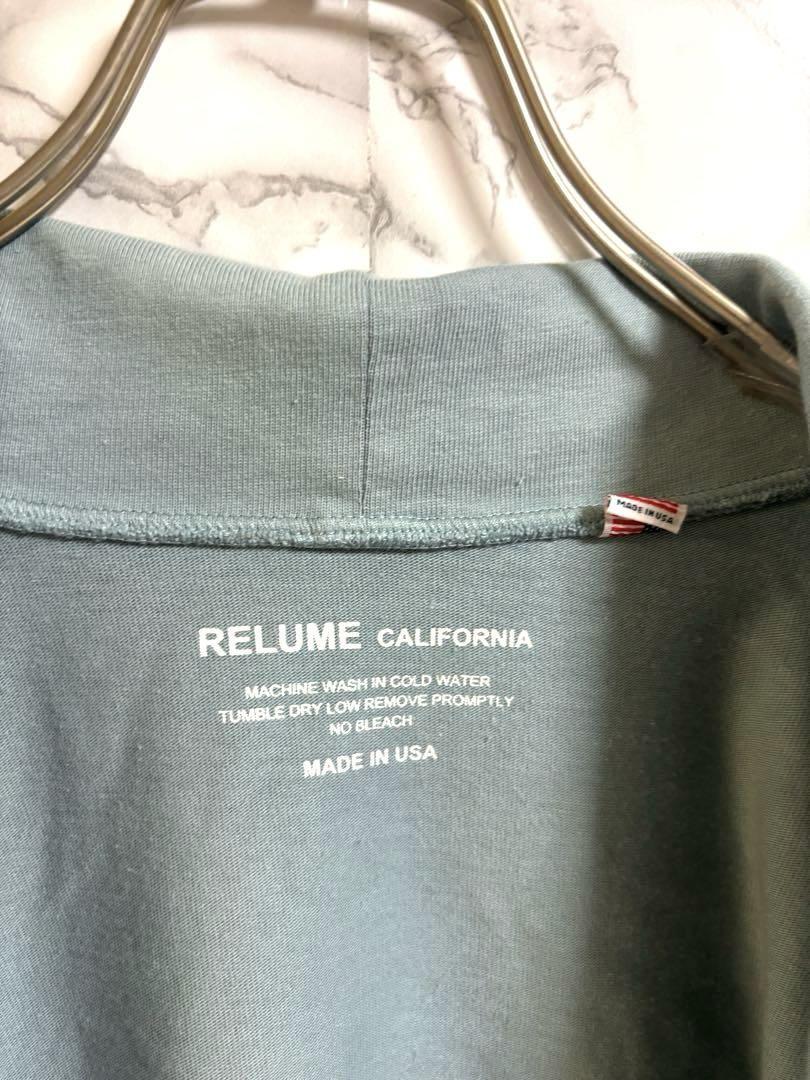 MADE IN USA
RELUME CALIFORNIA
MACHINE WASH IN COLD WATER
TUMBLE DRY LOW REMOVE PROMPTLY
NO BLEACH
MADE IN USA